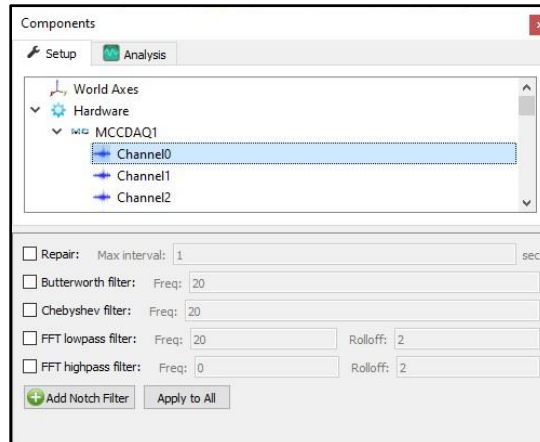 Components
Setup Analysis
World Axes
Hardware
MCCDAQ1
Channel0
Channel1
Channel2
Repair: Max interval: 1 sec
Butterworth filter: Freq: 20
Chebyshev filter: Freq: 20
FFT lowpass filter: Freq: 20 Rolloff: 2
FFT highpass filter: Freq: 0 Rolloff: 2
Add Notch Filter Apply to All